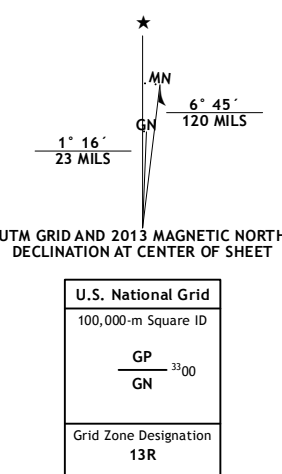 ★
MN
6° 45´
120 MILS
GN
1° 16´
23 MILS
UTM GRID AND 2013 MAGNETIC NORTH
DECLINATION AT CENTER OF SHEET
U.S. National Grid
100,000-m Square ID
GP
³³00
GN
Grid Zone Designation
13R